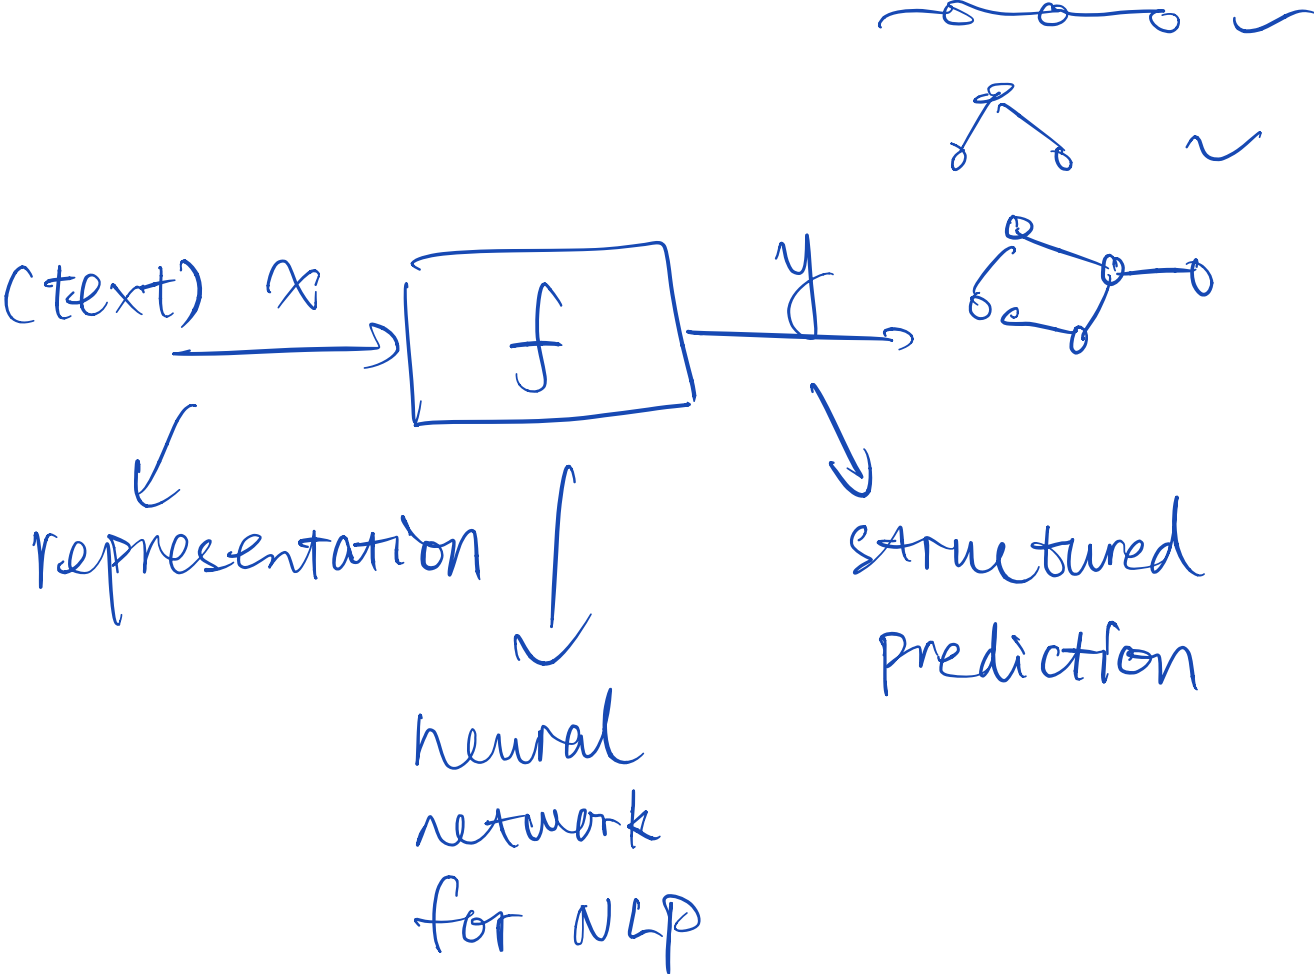 (text) x
f
y
representation
structured
prediction
neural
network
for NLP